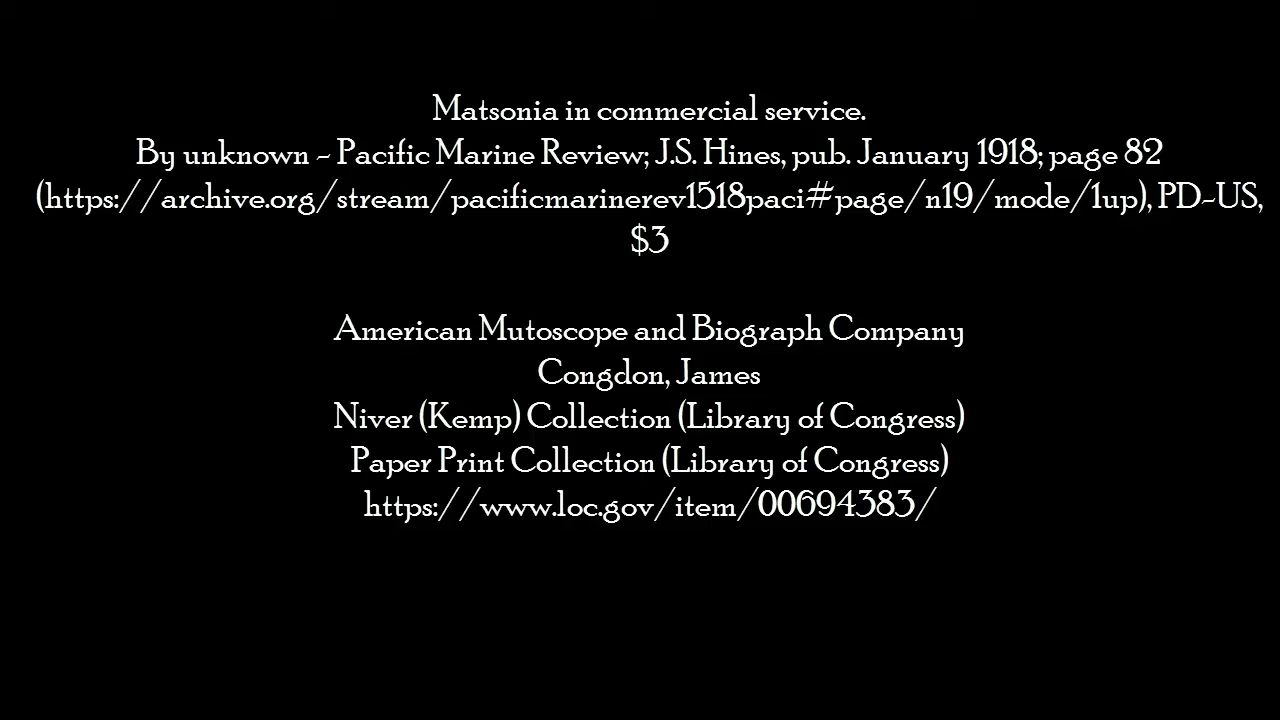 Matsonia in commercial service.
By unknown - Pacific Marine Review; J.S. Hines, pub. January 1918; page 82
(https://archive.org/stream/pacificmarinerev1518paci#page/n19/mode/1up), PD-US,
$3
American Mutoscope and Biograph Company
Congdon, James
Niver (Kemp) Collection (Library of Congress)
Paper Print Collection (Library of Congress)
https://www.loc.gov/item/00694383/